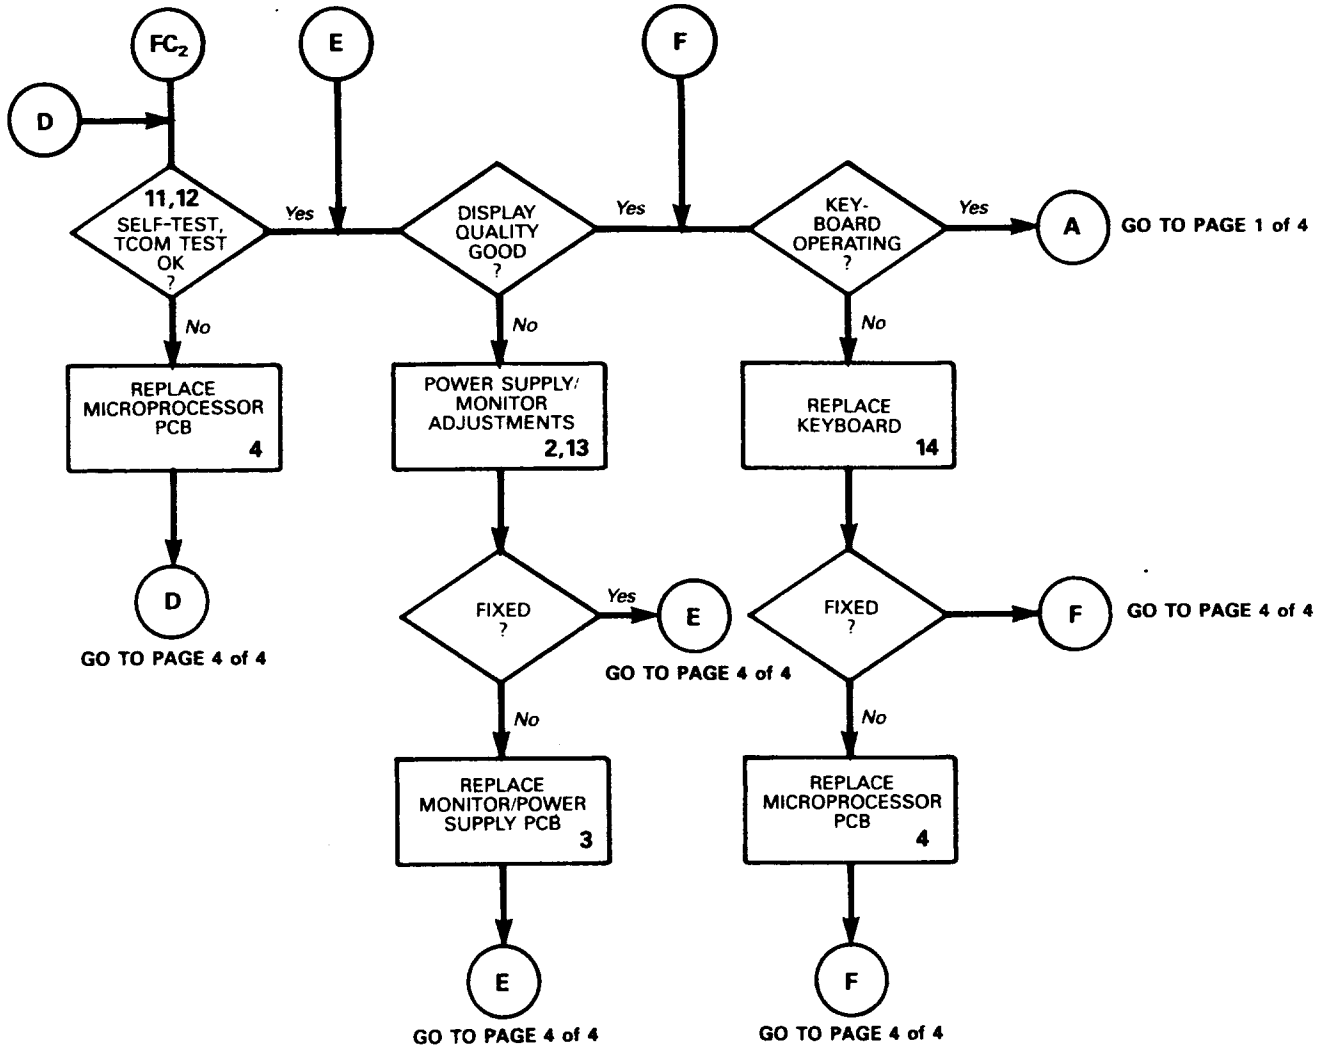 FC2
E
F
D
11,12
SELF-TEST,
TCOM TEST
OK
?
Yes
DISPLAY
QUALITY
GOOD
?
Yes
KEY-
BOARD
OPERATING
?
Yes
A
GO TO PAGE 1 of 4
No
No
No
REPLACE
MICROPROCESSOR
PCB
4
POWER SUPPLY/
MONITOR
ADJUSTMENTS
2,13
REPLACE
KEYBOARD
14
D
GO TO PAGE 4 of 4
FIXED
?
Yes
E
GO TO PAGE 4 of 4
FIXED
?
F
GO TO PAGE 4 of 4
No
No
REPLACE
MONITOR/POWER
SUPPLY PCB
3
REPLACE
MICROPROCESSOR
PCB
4
E
GO TO PAGE 4 of 4
F
GO TO PAGE 4 of 4